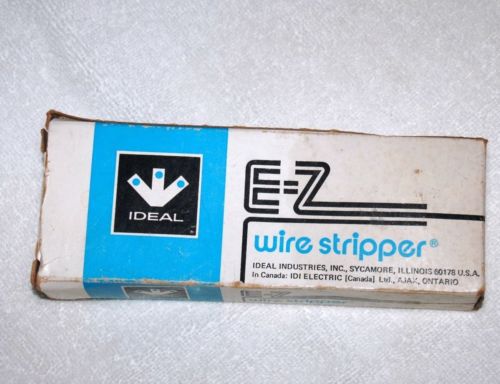 IDEAL
E-Z
wire stripper®
IDEAL INDUSTRIES, INC., SYCAMORE, ILLINOIS 60178 U.S.A.
In Canada: IDI ELECTRIC [Canada] Ltd., AJAX, ONTARIO